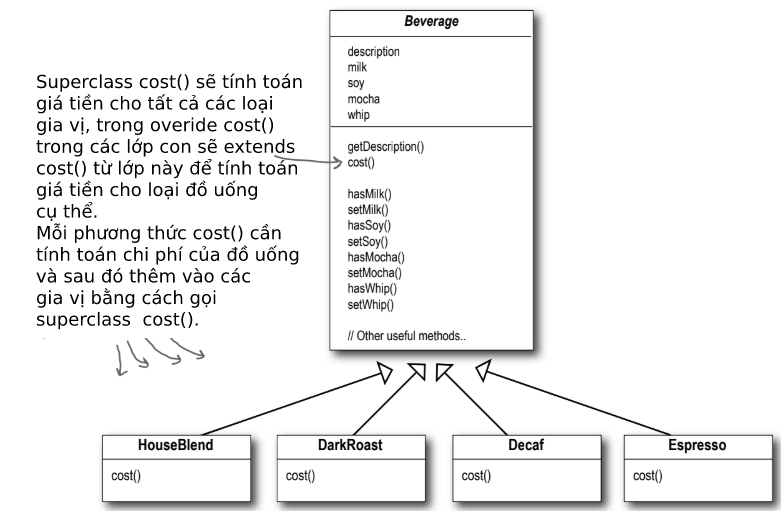 Beverage
description
milk
soy
mocha
whip
getDescription()
cost()
hasMilk()
setMilk()
hasSoy()
setSoy()
hasMocha()
setMocha()
hasWhip()
setWhip()
// Other useful methods..
Superclass cost() sẽ tính toán
giá tiền cho tất cả các loại
gia vị, trong overide cost()
trong các lớp con sẽ extends
cost() từ lớp này để tính toán
giá tiền cho loại đồ uống
cụ thể.
Mỗi phương thức cost() cần
tính toán chi phí của đồ uống
và sau đó thêm vào các
gia vị bằng cách gọi
superclass  cost().
HouseBlend
cost()
DarkRoast
cost()
Decaf
cost()
Espresso
cost()